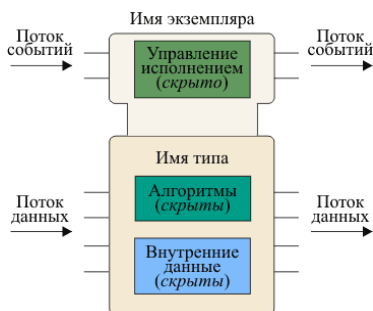 Имя экземпляра
Поток
событий
Управление
исполнением
(скрыто)
Поток
событий
Имя типа
Поток
данных
Алгоритмы
(скрыты)
Поток
данных
Внутренние
данные
(скрыты)